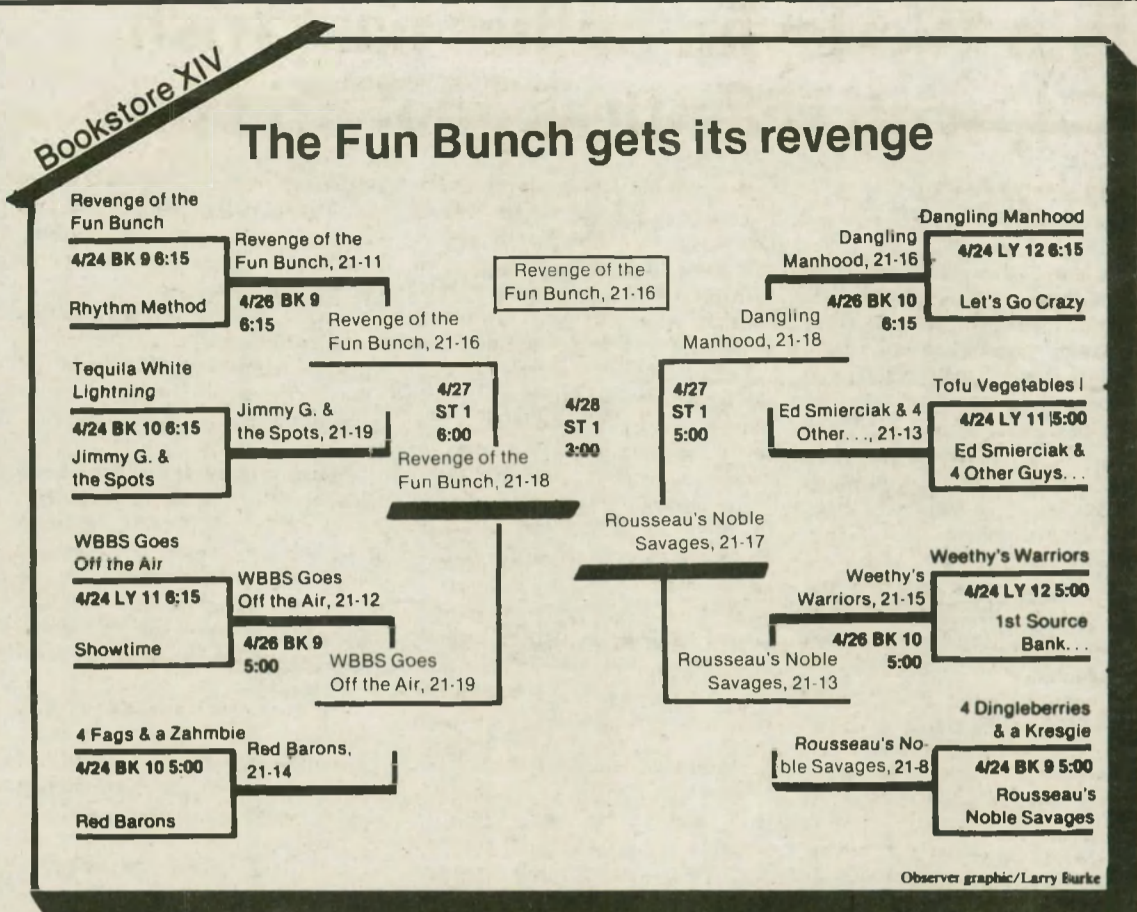 Bookstore XIV
The Fun Bunch gets its revenge
Revenge of the
Fun Bunch
4/24 BK 9 6:15
Rhythm Method
Revenge of the
Fun Bunch, 21-11
4/26 BK 9
6:15
Tequila White
Lightning
4/24 BK 10 6:15
Jimmy G. &
the Spots
Jimmy G. &
the Spots, 21-19
Revenge of the
Fun Bunch, 21-16
4/27
ST 1
6:00
WBBS Goes
Off the Air
4/24 LY 11 6:15
Showtime
WBBS Goes
Off the Air, 21-12
4/26 BK 9
5:00
4 Fags & a Zahmbie
4/24 BK 10 5:00
Red Barons
Red Barons,
21-14
WBBS Goes
Off the Air, 21-19
Revenge of the
Fun Bunch, 21-18
Revenge of the
Fun Bunch, 21-16
4/28
ST 1
3:00
Rousseau's Noble
Savages, 21-17
4/27
ST 1
5:00
Dangling
Manhood, 21-18
Dangling
Manhood, 21-16
4/26 BK 10
6:15
Dangling Manhood
4/24 LY 12 6:15
Let's Go Crazy
Ed Smierciak & 4
Other. . ., 21-13
Tofu Vegetables I
4/24 LY 11 5:00
Ed Smierciak &
4 Other Guys. . .
Rousseau's Noble
Savages, 21-13
Weethy's
Warriors, 21-15
4/26 BK 10
5:00
Weethy's Warriors
4/24 LY 12 5:00
1st Source
Bank. . .
Rousseau's No-
ble Savages, 21-8
4 Dingleberries
& a Kresgie
4/24 BK 9 5:00
Rousseau's
Noble Savages
Observer graphic/Larry Burke